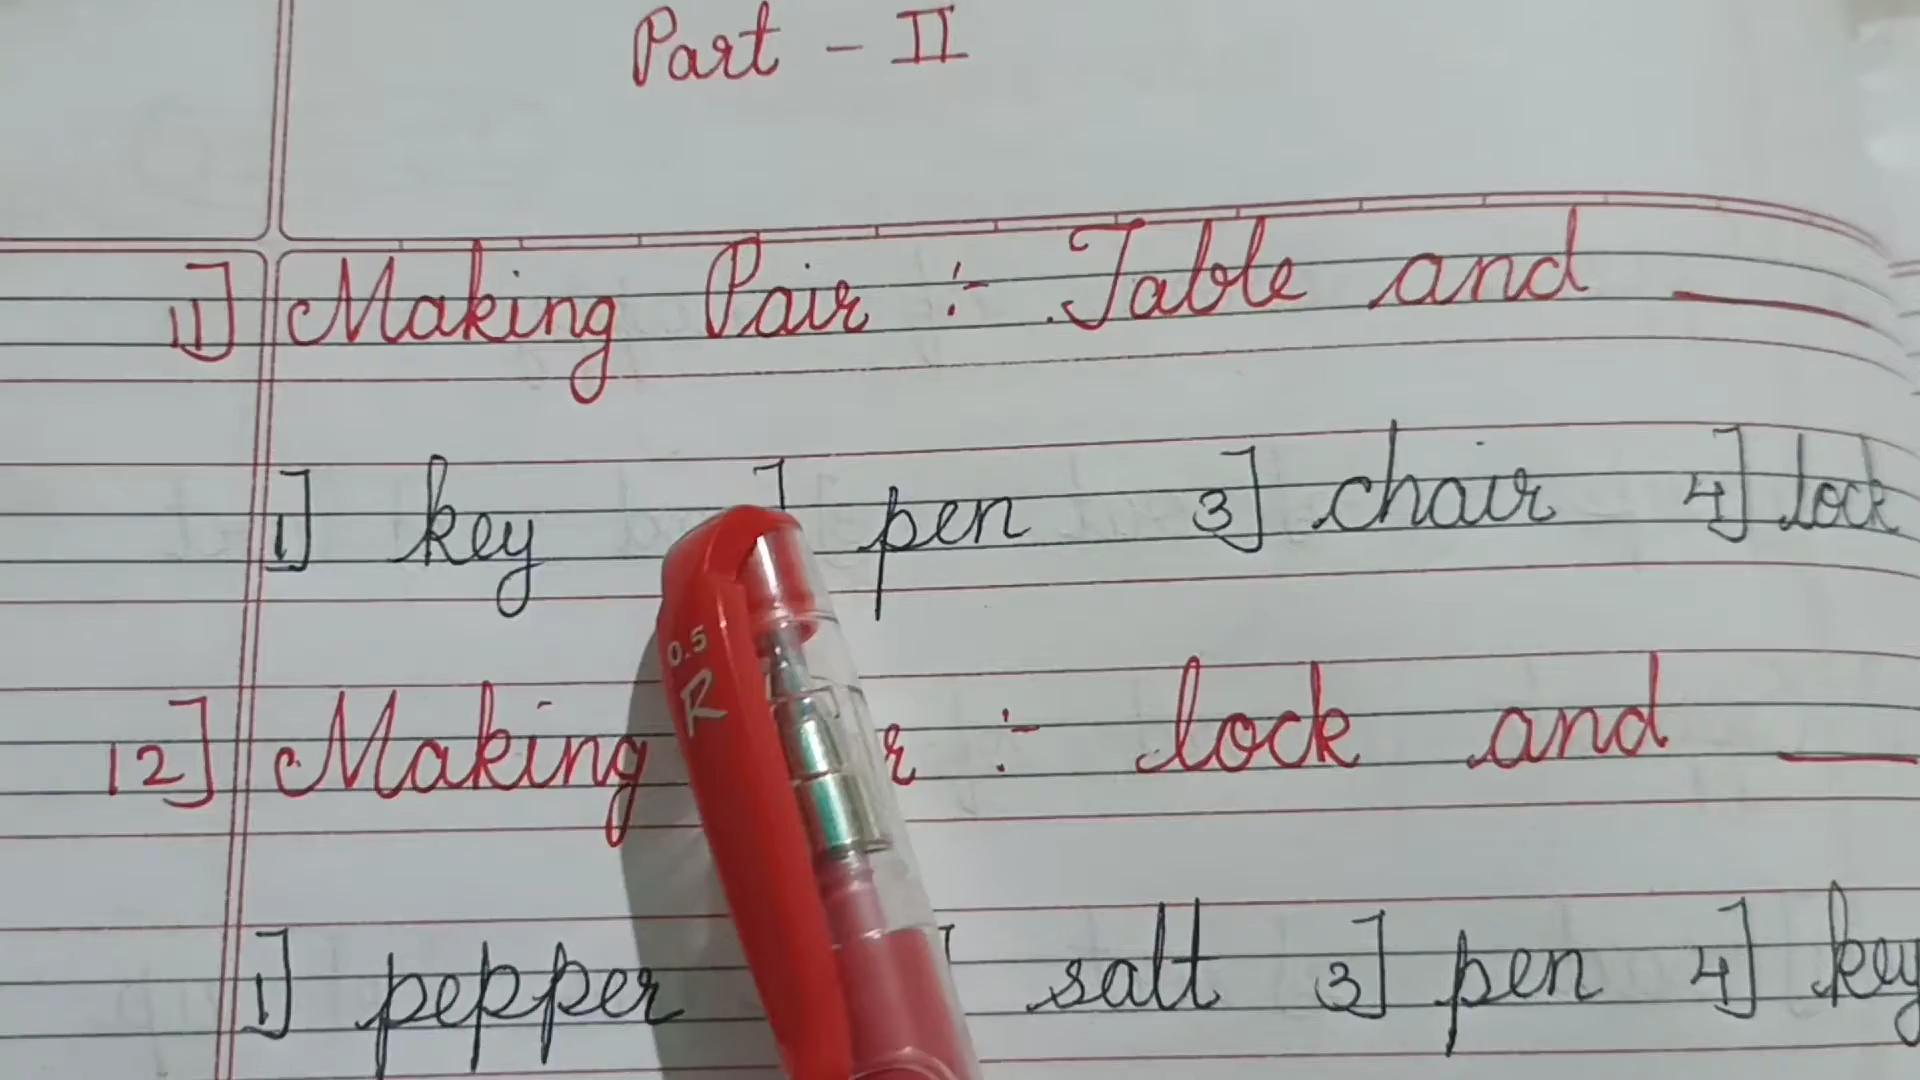 Part - II
11] Making Pair :- Table and ___
1] key ] pen 3] chair 4] lock
12] Making :- lock and ___
1] pepper ] salt 3] pen 4] key
0.5
R